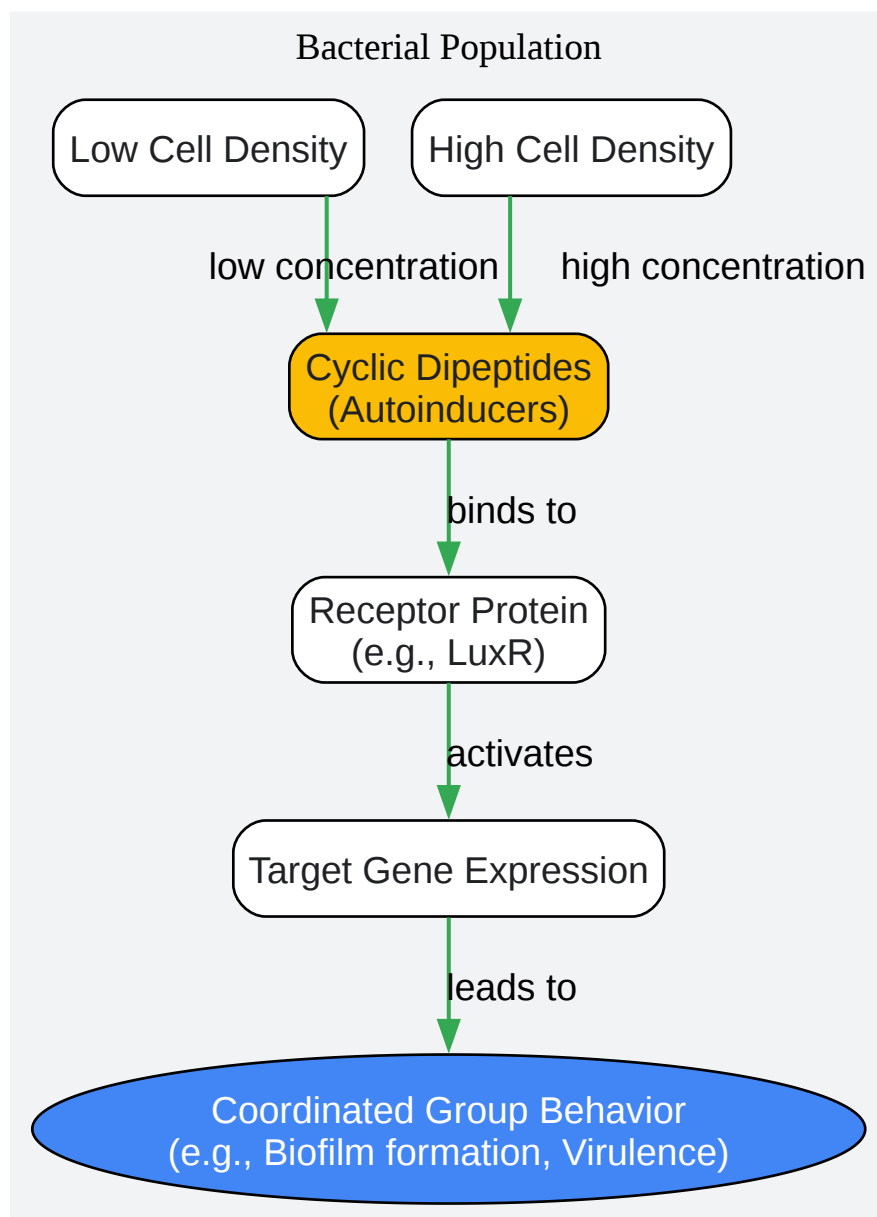 Bacterial Population
Low Cell Density
High Cell Density
low concentration
high concentration
Cyclic Dipeptides
(Autoinducers)
binds to
Receptor Protein
(e.g., LuxR)
activates
Target Gene Expression
leads to
Coordinated Group Behavior
(e.g., Biofilm formation, Virulence)